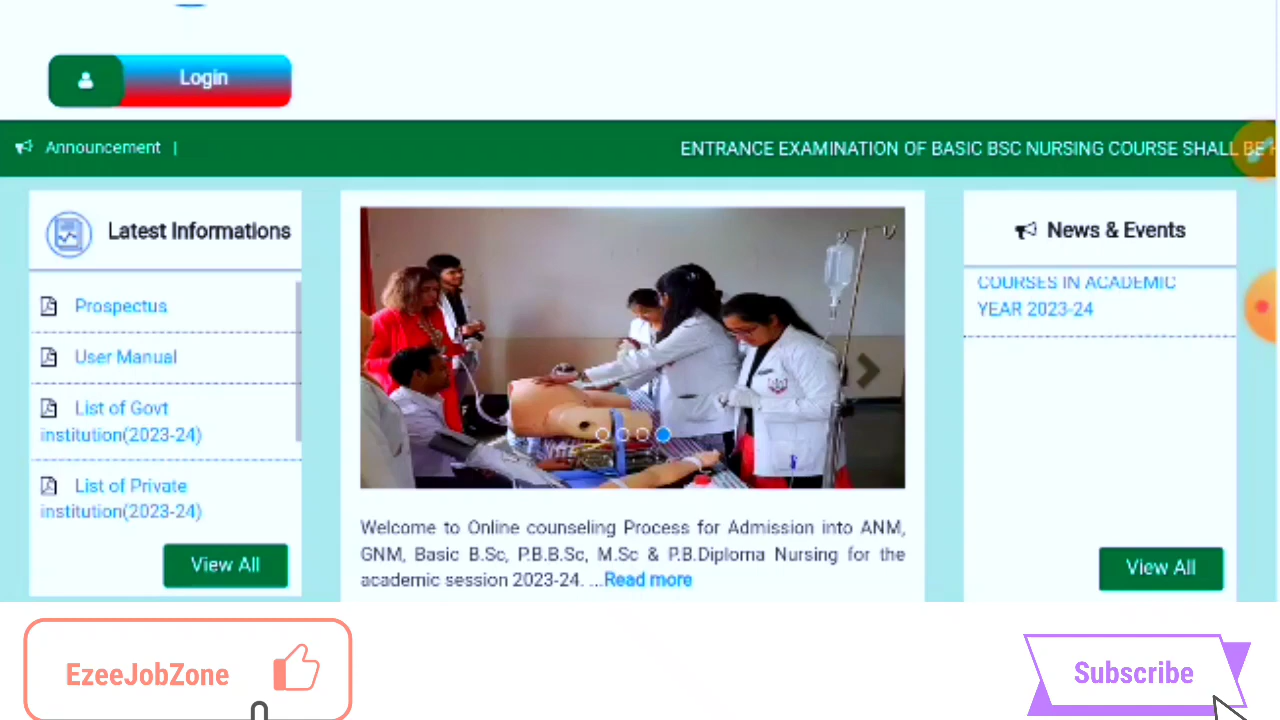 Login
Announcement |
ENTRANCE EXAMINATION OF BASIC BSC NURSING COURSE SHALL BE
Latest Informations
Prospectus
User Manual
List of Govt
institution(2023-24)
List of Private
institution(2023-24)
View All
Welcome to Online counseling Process for Admission into ANM,
GNM, Basic B.Sc, P.B.B.Sc, M.Sc & P.B.Diploma Nursing for the
academic session 2023-24. ...Read more
News & Events
COURSES IN ACADEMIC
YEAR 2023-24
View All
EzeeJobZone
Subscribe